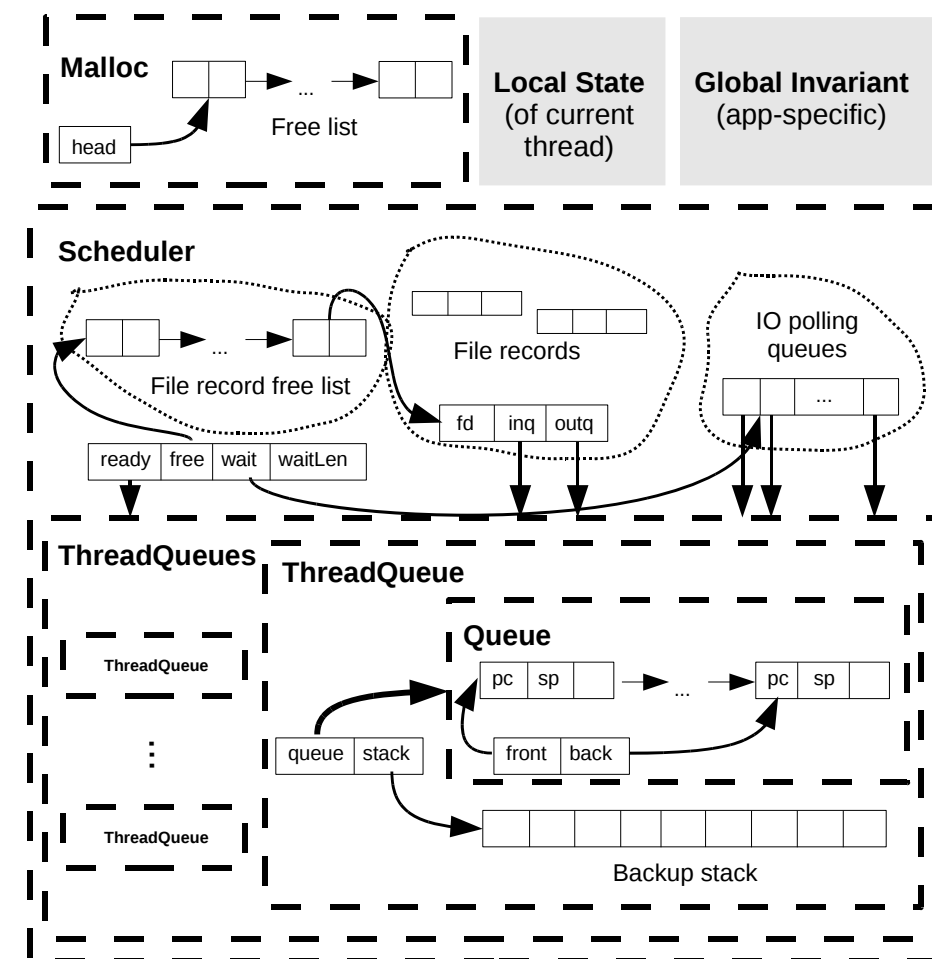 Malloc
...
Free list
head
Local State
(of current
thread)
Global Invariant
(app-specific)
Scheduler
...
File record free list
File records
fd inq outq
IO polling
queues
...
ready free wait waitLen
ThreadQueues
ThreadQueue
...
ThreadQueue
ThreadQueue
Queue
pc sp
...
pc sp
front back
queue stack
Backup stack